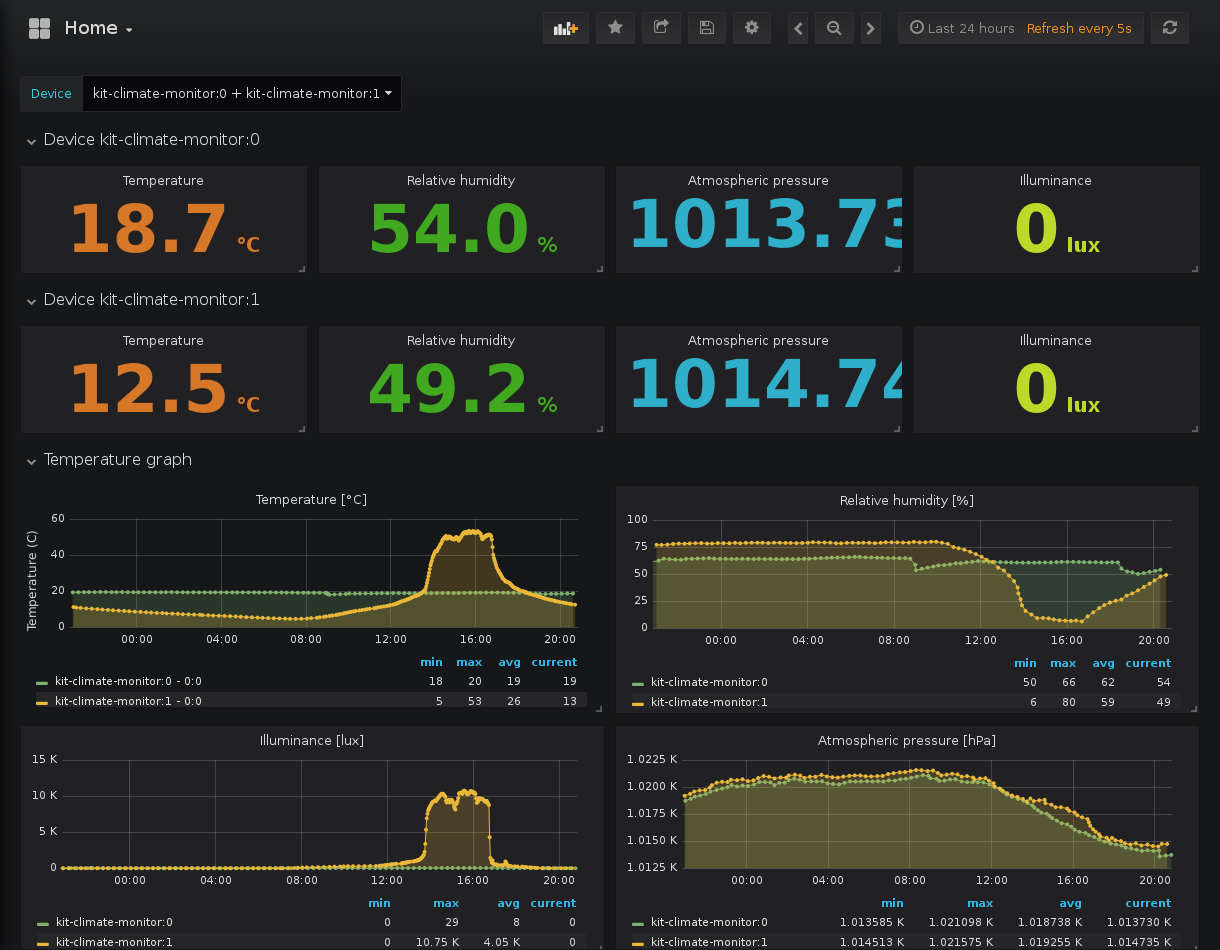 Home
Last 24 hours Refresh every 5s
Device kit-climate-monitor:0 + kit-climate-monitor:1
Device kit-climate-monitor:0
Temperature Relative humidity Atmospheric pressure Illuminance
18.7 °C 54.0 % 1013.73 0 lux
Device kit-climate-monitor:1
Temperature Relative humidity Atmospheric pressure Illuminance
12.5 °C 49.2 % 1014.74 0 lux
Temperature graph
Temperature [°C]
Temperature (C)
60
40
20
0
00:00 04:00 08:00 12:00 16:00 20:00
min max avg current
kit-climate-monitor:0 - 0:0 18 20 19 19
kit-climate-monitor:1 - 0:0 5 53 26 13
Relative humidity [%]
100
75
50
25
0
00:00 04:00 08:00 12:00 16:00 20:00
min max avg current
kit-climate-monitor:0 50 66 62 54
kit-climate-monitor:1 6 80 59 49
Illuminance [lux]
15 K
10 K
5 K
0
00:00 04:00 08:00 12:00 16:00 20:00
min max avg current
kit-climate-monitor:0 0 29 8 0
kit-climate-monitor:1 0 10.75 K 4.05 K 0
Atmospheric pressure [hPa]
1.0225 K
1.0200 K
1.0175 K
1.0150 K
1.0125 K
00:00 04:00 08:00 12:00 16:00 20:00
min max avg current
kit-climate-monitor:0 1.013585 K 1.021098 K 1.018738 K 1.013730 K
kit-climate-monitor:1 1.014513 K 1.021575 K 1.019255 K 1.014735 K